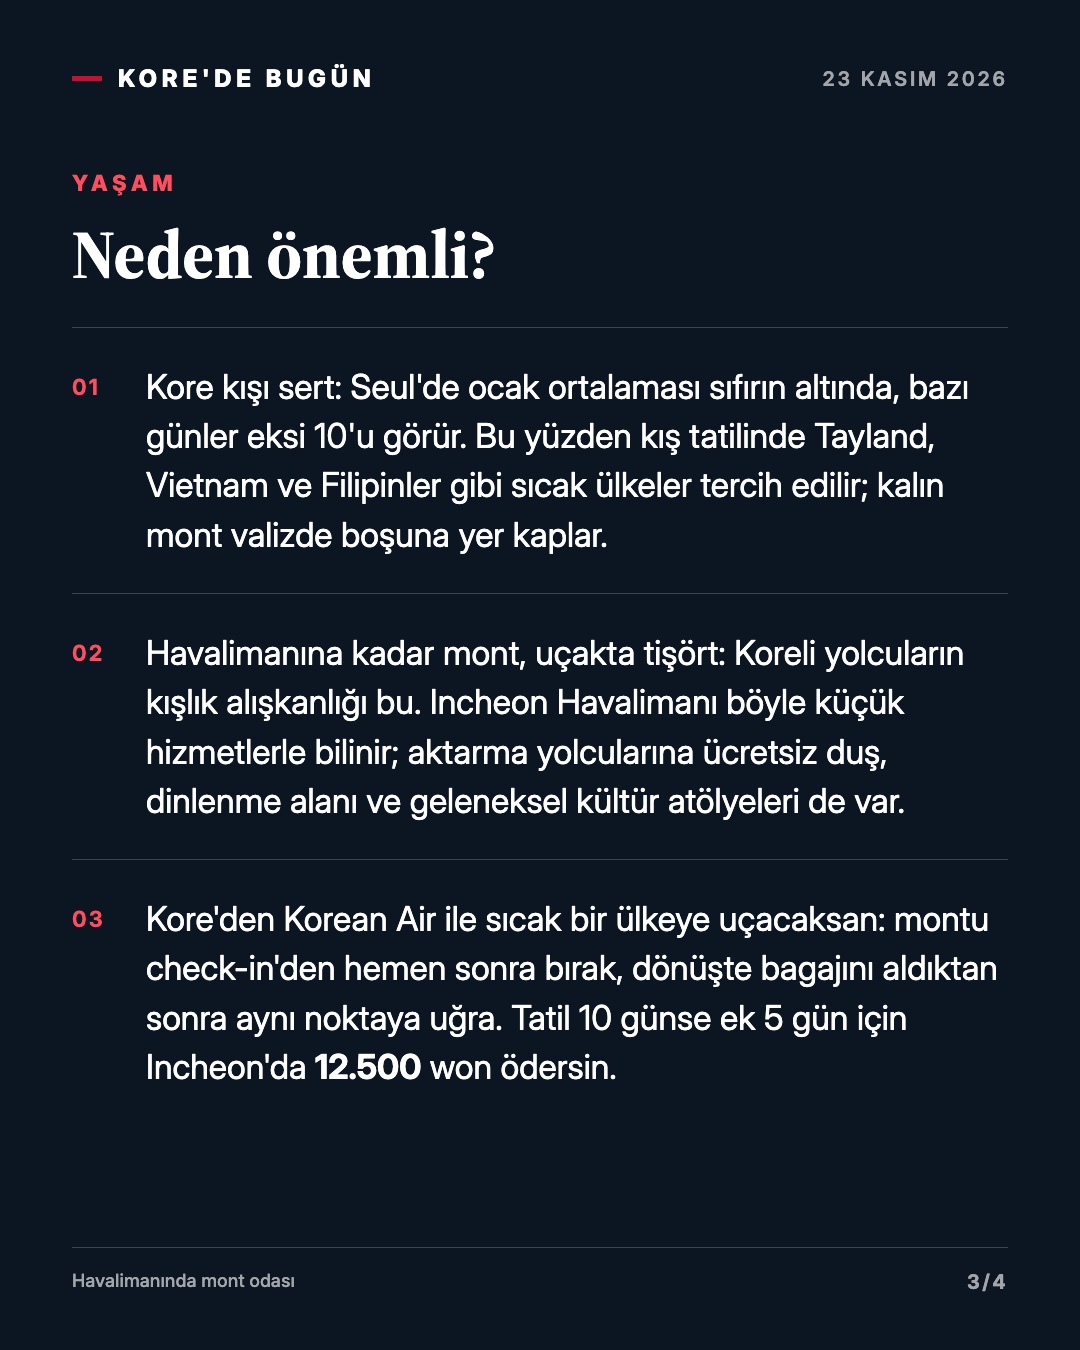 KORE'DE BUGÜN
23 KASIM 2026
YAŞAM
Neden önemli?
01
Kore kışı sert: Seul'de ocak ortalaması sıfırın altında, bazı
günler eksi 10'u görür. Bu yüzden kış tatilinde Tayland,
Vietnam ve Filipinler gibi sıcak ülkeler tercih edilir; kalın
mont valizde boşuna yer kaplar.
02
Havalimanına kadar mont, uçakta tişört: Koreli yolcuların
kışlık alışkanlığı bu. Incheon Havalimanı böyle küçük
hizmetlerle bilinir; aktarma yolcularına ücretsiz duş,
dinlenme alanı ve geleneksel kültür atölyeleri de var.
03
Kore'den Korean Air ile sıcak bir ülkeye uçacaksan: montu
check-in'den hemen sonra bırak, dönüşte bagajını aldıktan
sonra aynı noktaya uğra. Tatil 10 günse ek 5 gün için
Incheon'da 12.500 won ödersin.
Havalimanında mont odası
3/4